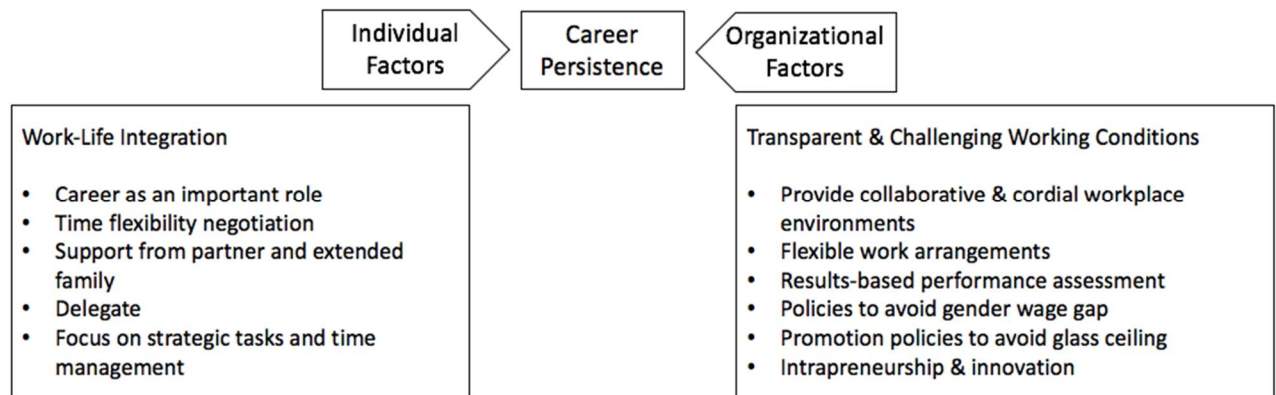 Individual
Factors
Career
Persistence
Organizational
Factors
Work-Life Integration
• Career as an important role
• Time flexibility negotiation
• Support from partner and extended
family
• Delegate
• Focus on strategic tasks and time
management
Transparent & Challenging Working Conditions
• Provide collaborative & cordial workplace
environments
• Flexible work arrangements
• Results-based performance assessment
• Policies to avoid gender wage gap
• Promotion policies to avoid glass ceiling
• Intrapreneurship & innovation